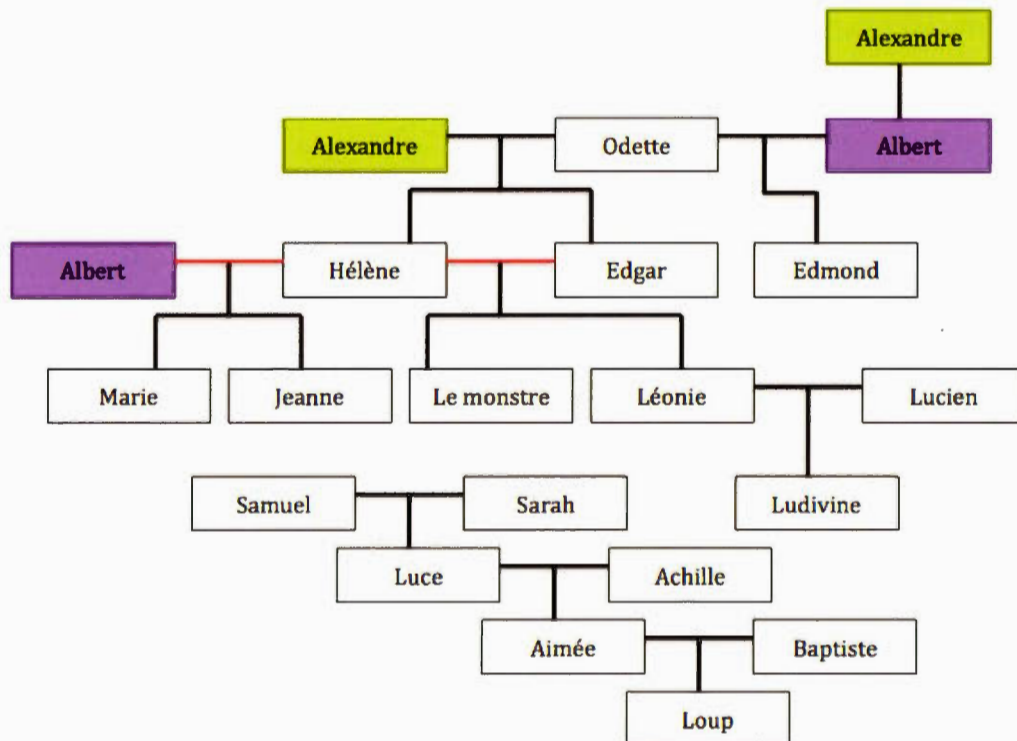 Alexandre
Alexandre
Odette
Albert
Albert
Hélène
Edgar
Edmond
Marie
Jeanne
Le monstre
Léonie
Lucien
Samuel
Sarah
Ludivine
Luce
Achille
Aimée
Baptiste
Loup